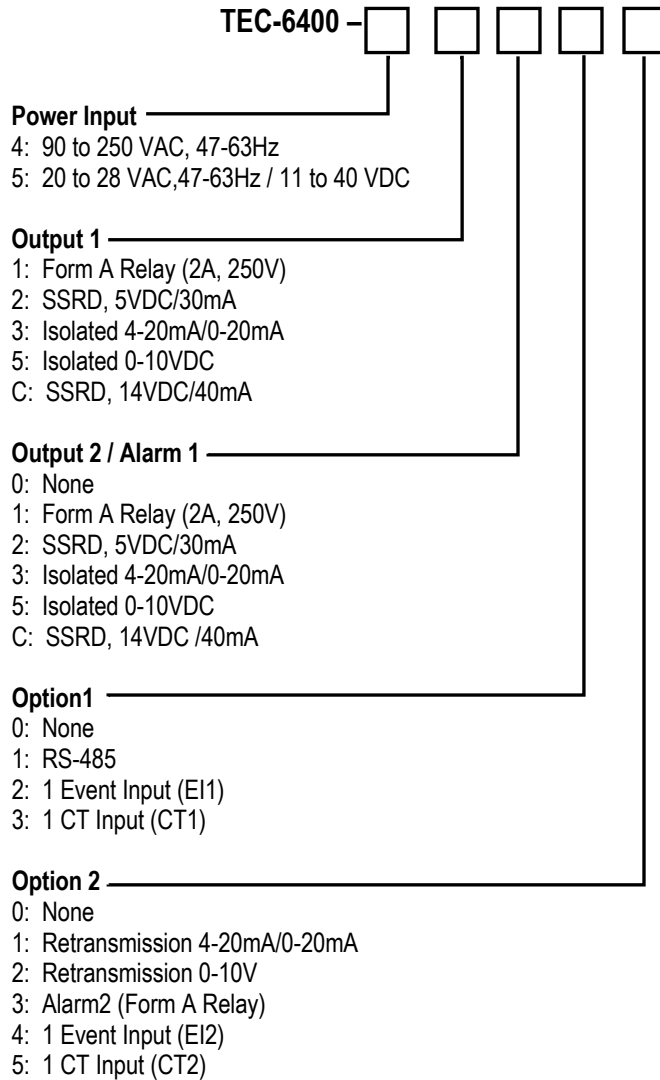 TEC-6400 –
Power Input
4: 90 to 250 VAC, 47-63Hz
5: 20 to 28 VAC,47-63Hz / 11 to 40 VDC
Output 1
1: Form A Relay (2A, 250V)
2: SSRD, 5VDC/30mA
3: Isolated 4-20mA/0-20mA
5: Isolated 0-10VDC
C: SSRD, 14VDC/40mA
Output 2 / Alarm 1
0: None
1: Form A Relay (2A, 250V)
2: SSRD, 5VDC/30mA
3: Isolated 4-20mA/0-20mA
5: Isolated 0-10VDC
C: SSRD, 14VDC /40mA
Option1
0: None
1: RS-485
2: 1 Event Input (EI1)
3: 1 CT Input (CT1)
Option 2
0: None
1: Retransmission 4-20mA/0-20mA
2: Retransmission 0-10V
3: Alarm2 (Form A Relay)
4: 1 Event Input (EI2)
5: 1 CT Input (CT2)